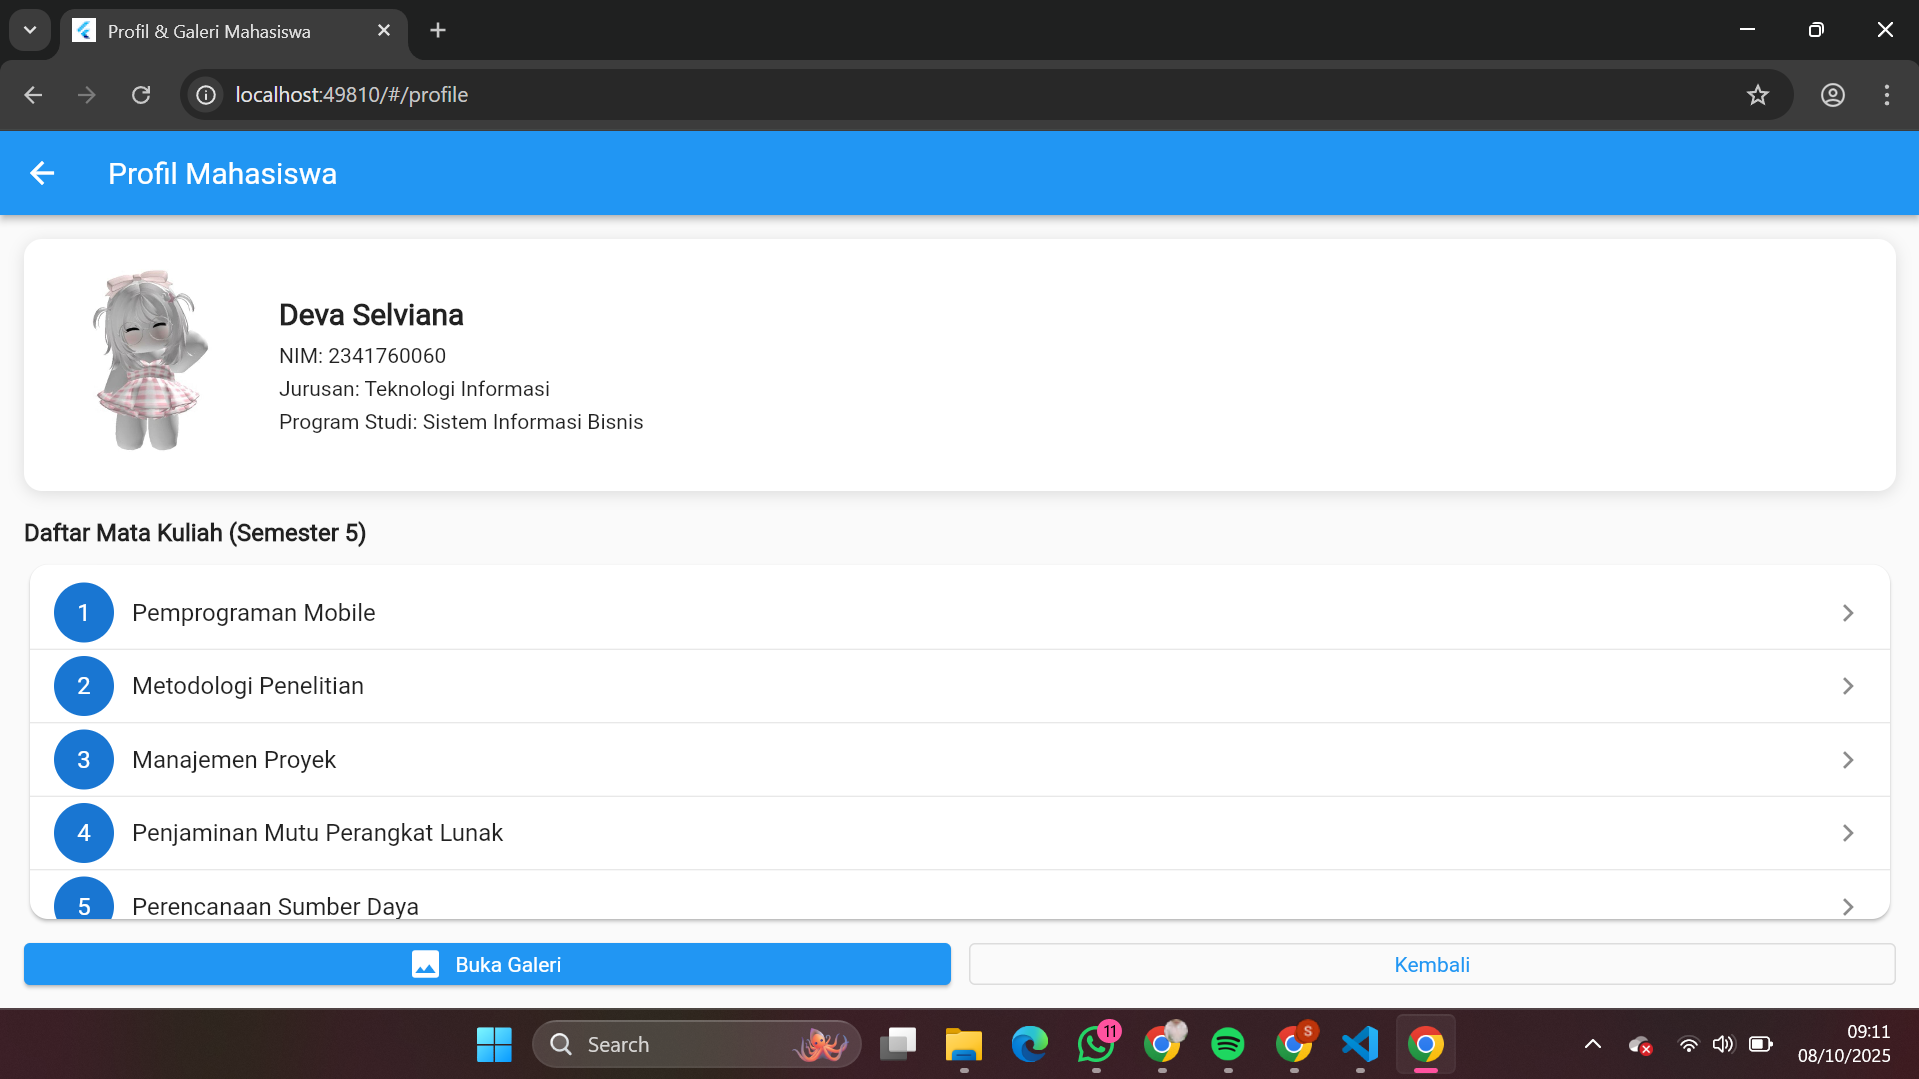 Profil & Galeri Mahasiswa
localhost:49810/#/profile
Profil Mahasiswa
Deva Selviana
NIM: 2341760060
Jurusan: Teknologi Informasi
Program Studi: Sistem Informasi Bisnis
Daftar Mata Kuliah (Semester 5)
1 Pemprograman Mobile
2 Metodologi Penelitian
3 Manajemen Proyek
4 Penjaminan Mutu Perangkat Lunak
5 Perencanaan Sumber Daya
Buka Galeri
Kembali
Search
11
S
09:11
08/10/2025